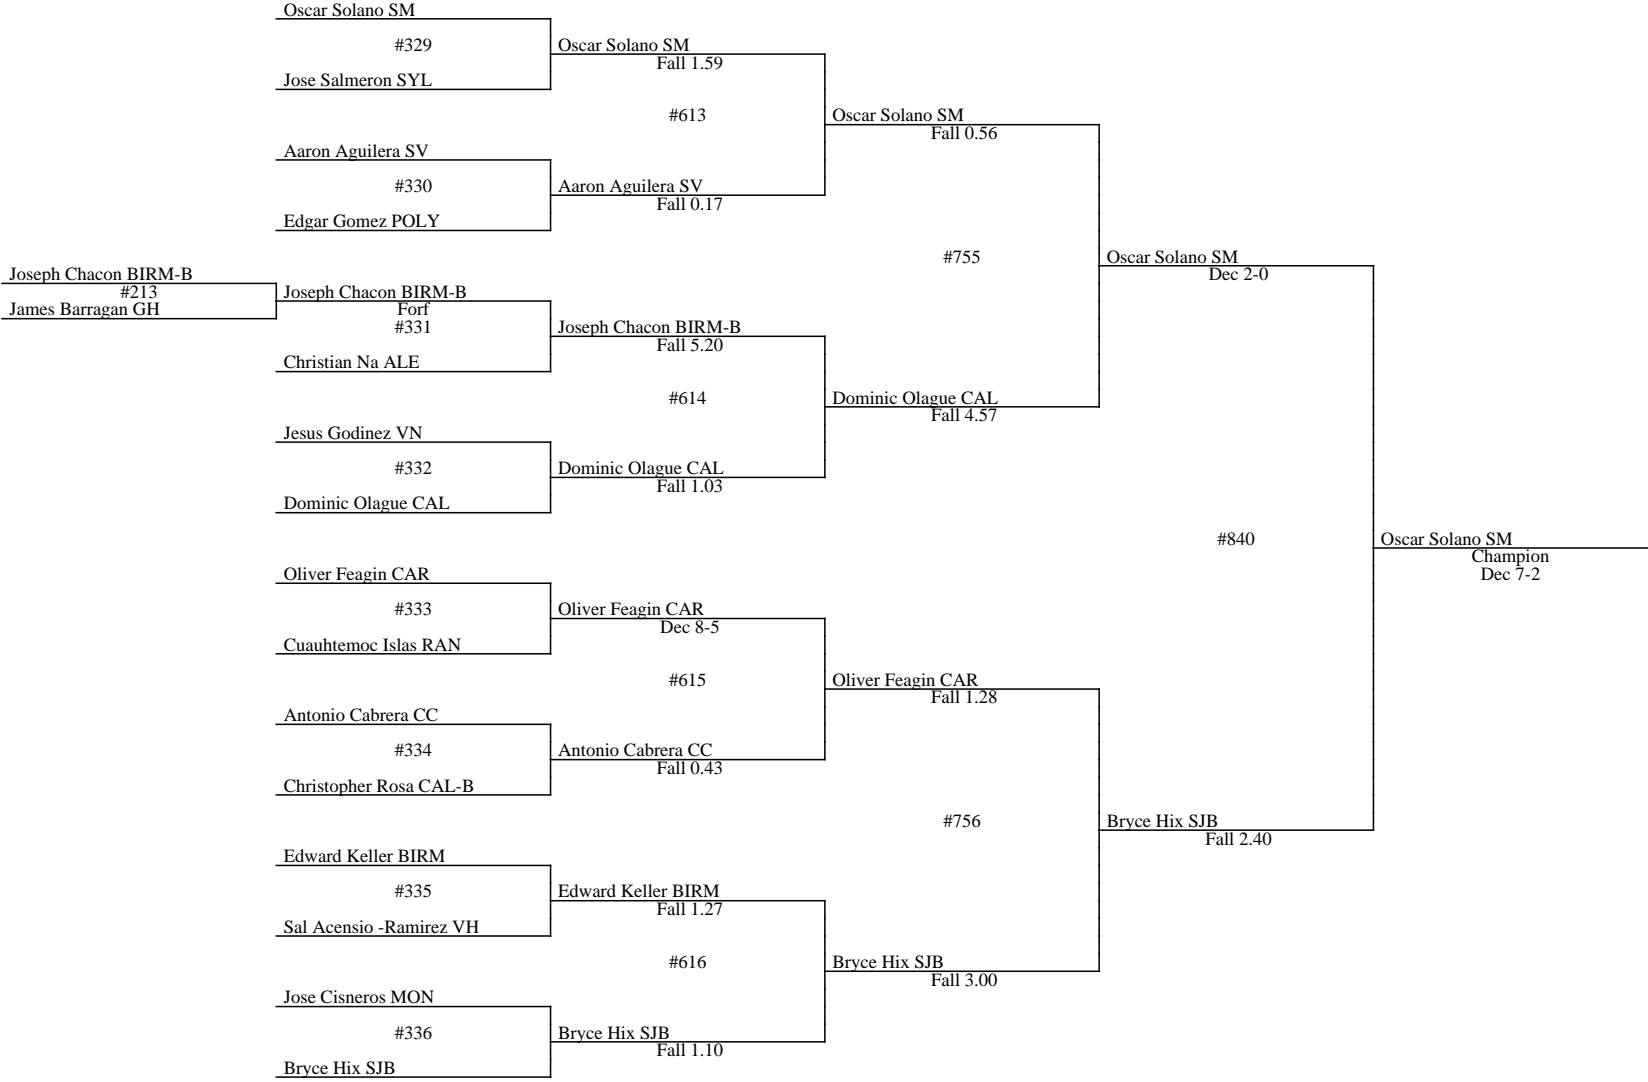 Oscar Solano SM
#329
Oscar Solano SM
Fall 1.59
Jose Salmeron SYL
#613
Oscar Solano SM
Fall 0.56
Aaron Aguilera SV
#330
Aaron Aguilera SV
Fall 0.17
Edgar Gomez POLY
#755
Oscar Solano SM
Dec 2-0
Joseph Chacon BIRM-B
#213
James Barragan GH
Joseph Chacon BIRM-B
Forf
#331
Joseph Chacon BIRM-B
Fall 5.20
Christian Na ALE
#614
Dominic Olague CAL
Fall 4.57
Jesus Godinez VN
#332
Dominic Olague CAL
Fall 1.03
Dominic Olague CAL
#840
Oscar Solano SM
Champion
Dec 7-2
Oliver Feagin CAR
#333
Oliver Feagin CAR
Dec 8-5
Cuauhtemoc Islas RAN
#615
Oliver Feagin CAR
Fall 1.28
Antonio Cabrera CC
#334
Antonio Cabrera CC
Fall 0.43
Christopher Rosa CAL-B
#756
Bryce Hix SJB
Fall 2.40
Edward Keller BIRM
#335
Edward Keller BIRM
Fall 1.27
Sal Acensio -Ramirez VH
#616
Bryce Hix SJB
Fall 3.00
Jose Cisneros MON
#336
Bryce Hix SJB
Fall 1.10
Bryce Hix SJB